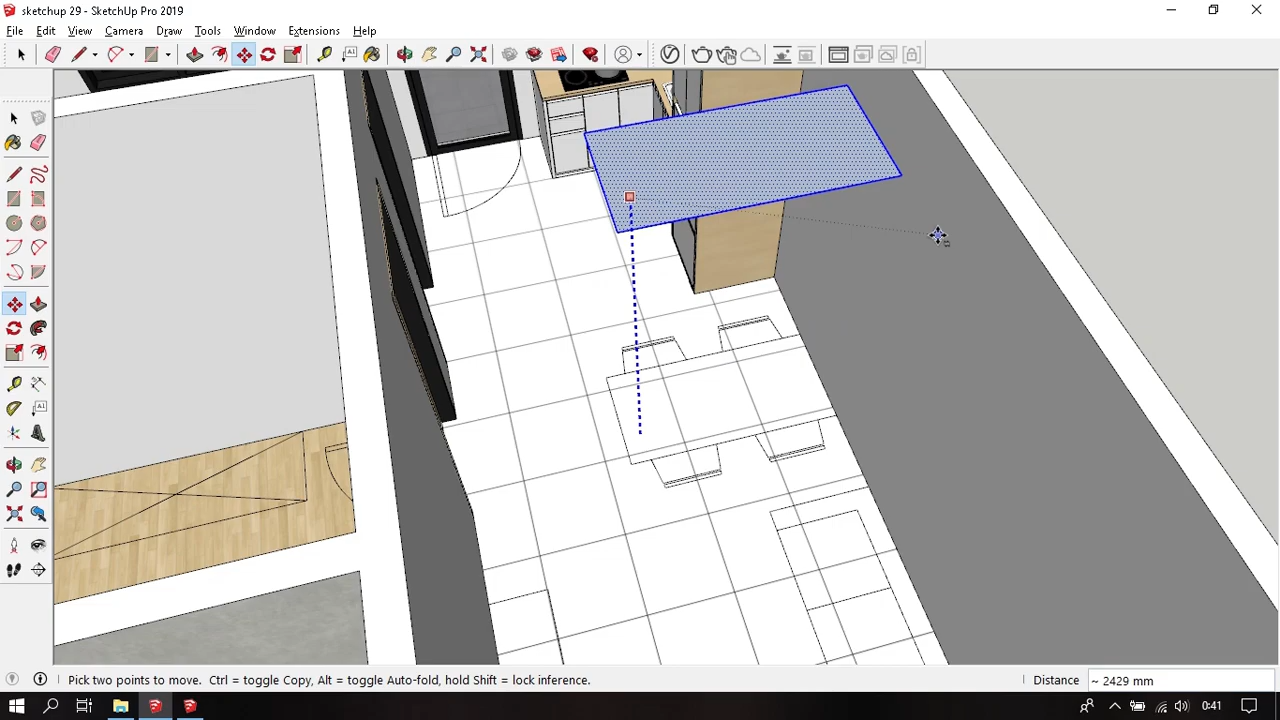 sketchup 29 - SketchUp Pro 2019
File Edit View Camera Draw Tools Window Extensions Help
Pick two points to move. Ctrl = toggle Copy, Alt = toggle Auto-fold, hold Shift = lock inference.
Distance ~ 2429 mm
0:41